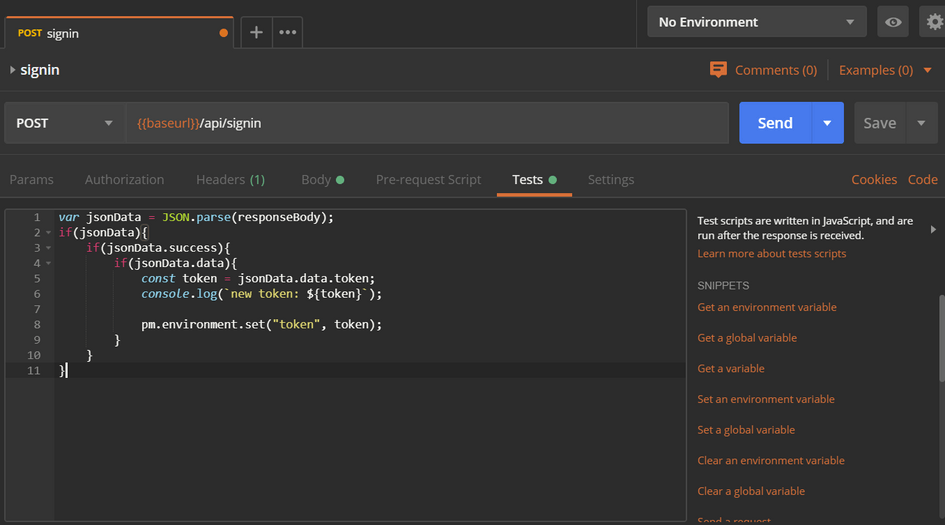 POST signin
No Environment
signin
Comments (0)
Examples (0)
POST
{{baseurl}}/api/signin
Send
Save
Params
Authorization
Headers (1)
Body
Pre-request Script
Tests
Settings
Cookies
Code
1 var jsonData = JSON.parse(responseBody);
2 if(jsonData){
3 if(jsonData.success){
4 if(jsonData.data){
5 const token = jsonData.data.token;
6 console.log(`new token: ${token}`);
7
8 pm.environment.set("token", token);
9 }
10 }
11 }
Test scripts are written in JavaScript, and are
run after the response is received.
Learn more about tests scripts
SNIPPETS
Get an environment variable
Get a global variable
Get a variable
Set an environment variable
Set a global variable
Clear an environment variable
Clear a global variable
Send a request